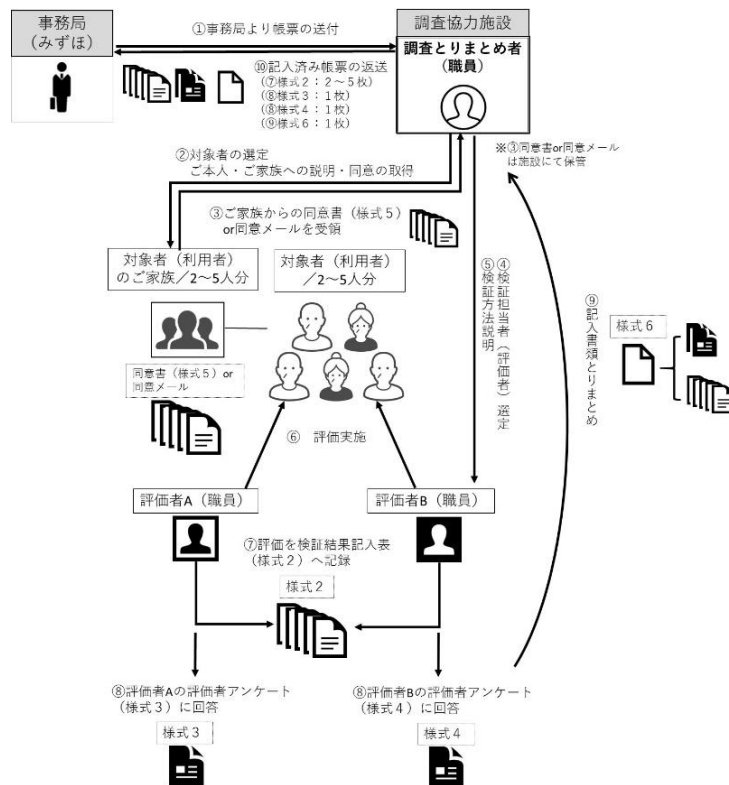 事務局
(みずほ)
①事務局より帳票の送付
調査協力施設
調査とりまとめ者
(職員)
⑩記入済み帳票の返送
(⑦様式2:2～5枚)
(⑧様式3:1枚)
(⑧様式4:1枚)
(⑨様式6:1枚)
②対象者の選定
ご本人・ご家族への説明・同意の取得
※③同意書or同意メール
は施設にて保管
③ご家族からの同意書(様式5)
or同意メールを受領
対象者(利用者)
のご家族/2～5人分
対象者(利用者)
/2～5人分
④検証担当者(評価者)選定
⑤検証方法説明
⑨記入書類とりまとめ
様式6
同意書(様式5)or
同意メール
⑥ 評価実施
評価者A(職員)
評価者B(職員)
⑦評価を検証結果記入表
(様式2)へ記録
様式2
⑧評価者Aの評価者アンケート
(様式3)に回答
様式3
⑧評価者Bの評価者アンケート
(様式4)に回答
様式4